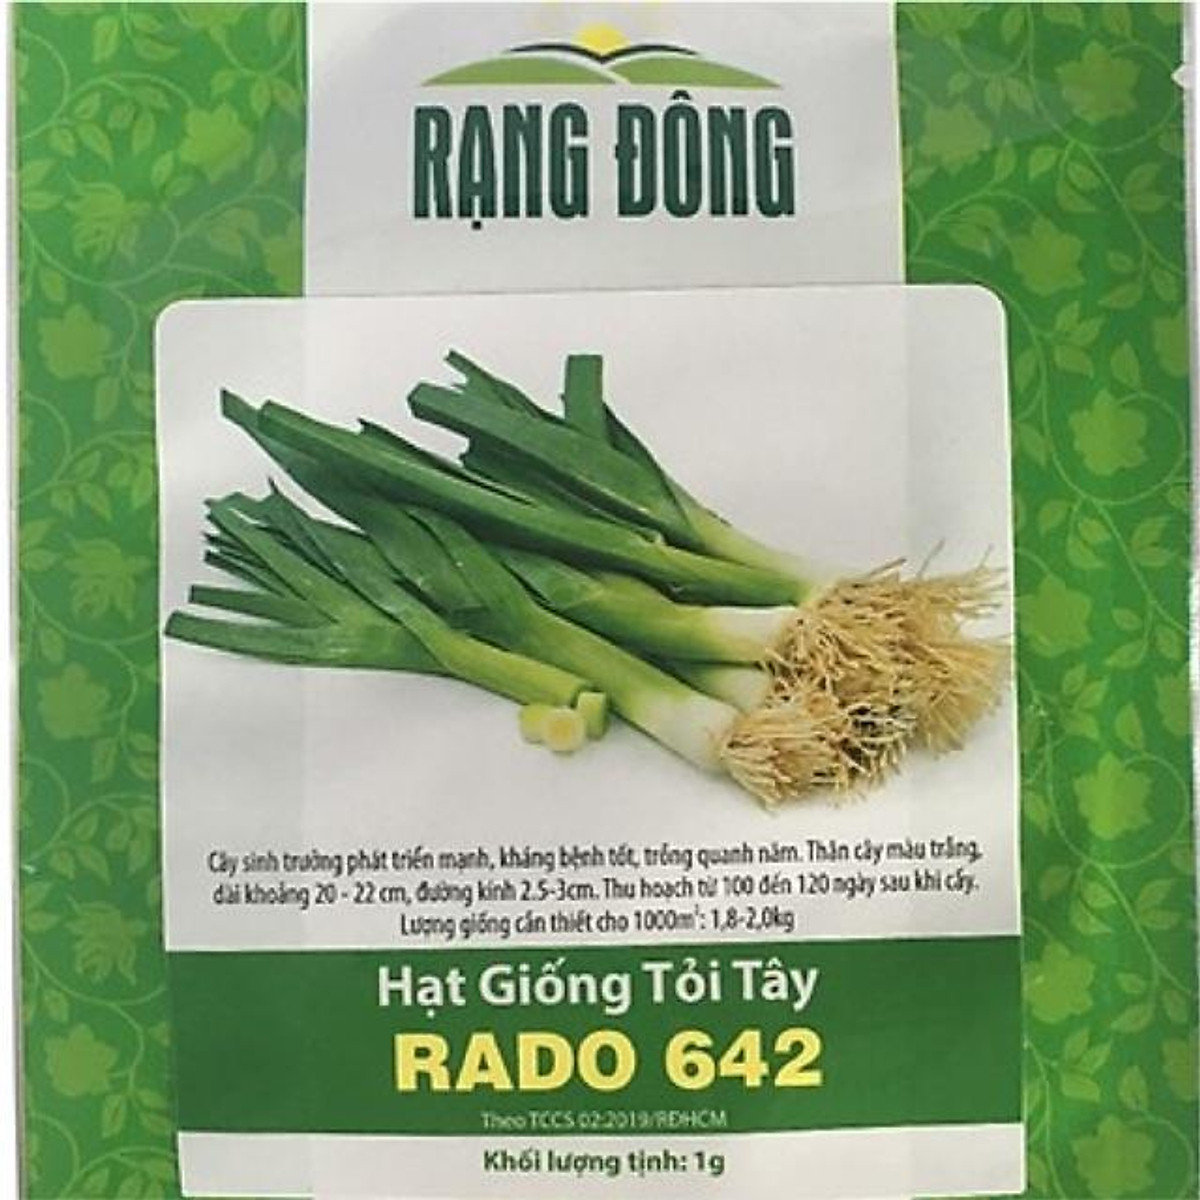 RẠNG ĐÔNG
Cây sinh trưởng phát triển mạnh, kháng bệnh tốt, trồng quanh năm. Thân cây màu trắng,
dài khoảng 20 - 22 cm, đường kính 2.5-3cm. Thu hoạch từ 100 đến 120 ngày sau khi cấy.
Lượng giống cần thiết cho 1000m²: 1,8-2,0kg
Hạt Giống Tỏi Tây
RADO 642
Theo TCCS 02:2019/RĐHCM
Khối lượng tịnh: 1g